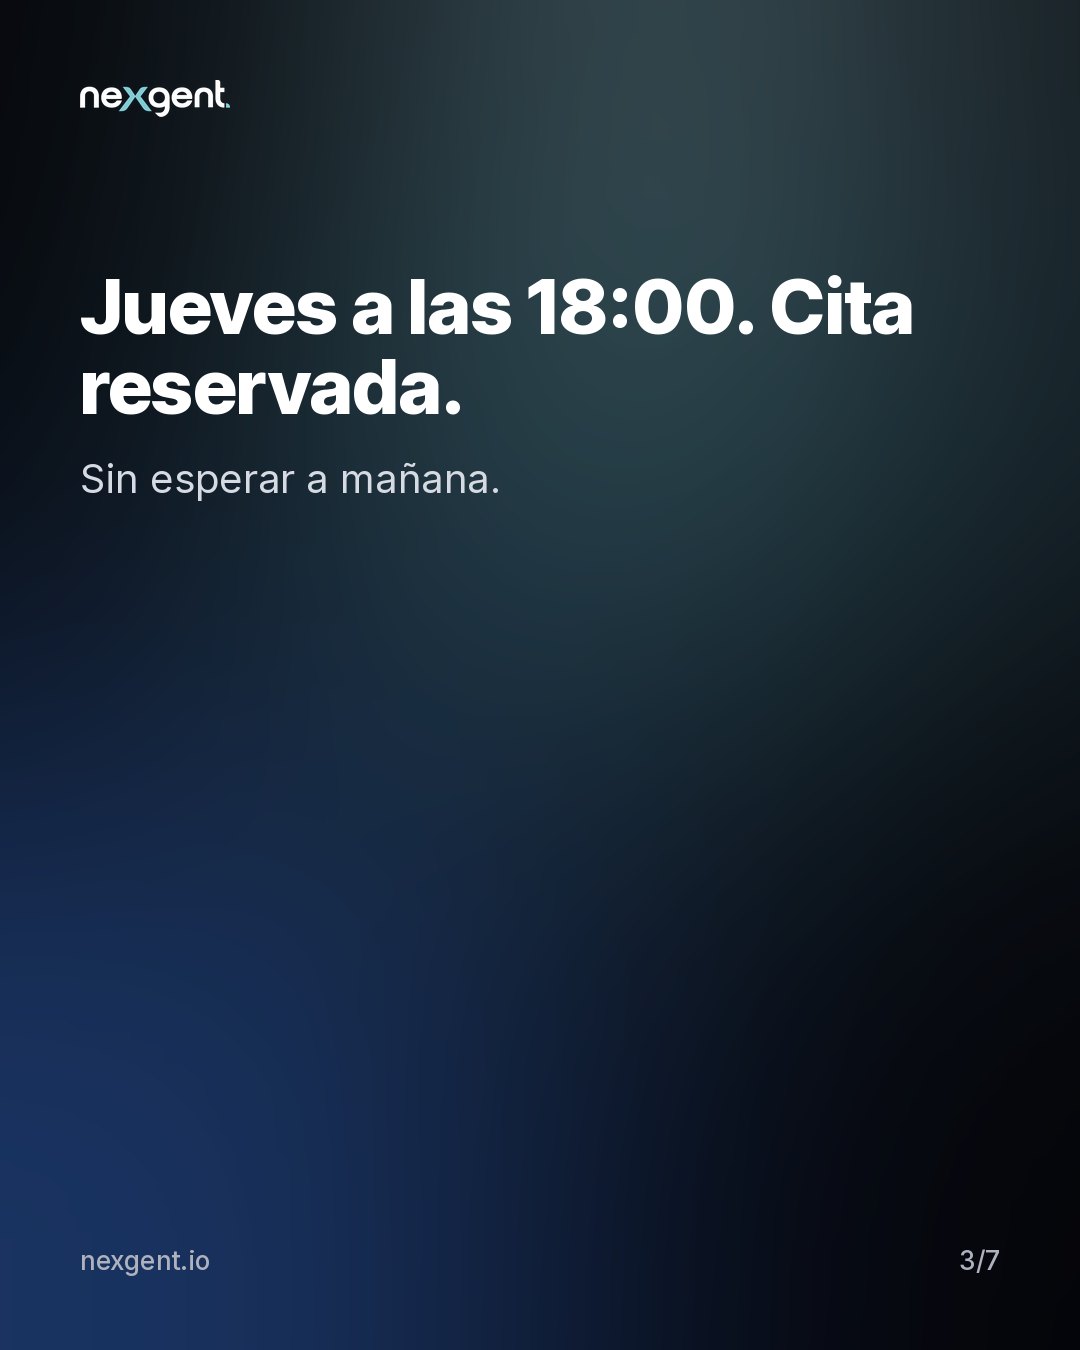 nexgent.
Jueves a las 18:00. Cita
reservada.
Sin esperar a mañana.
nexgent.io
3/7